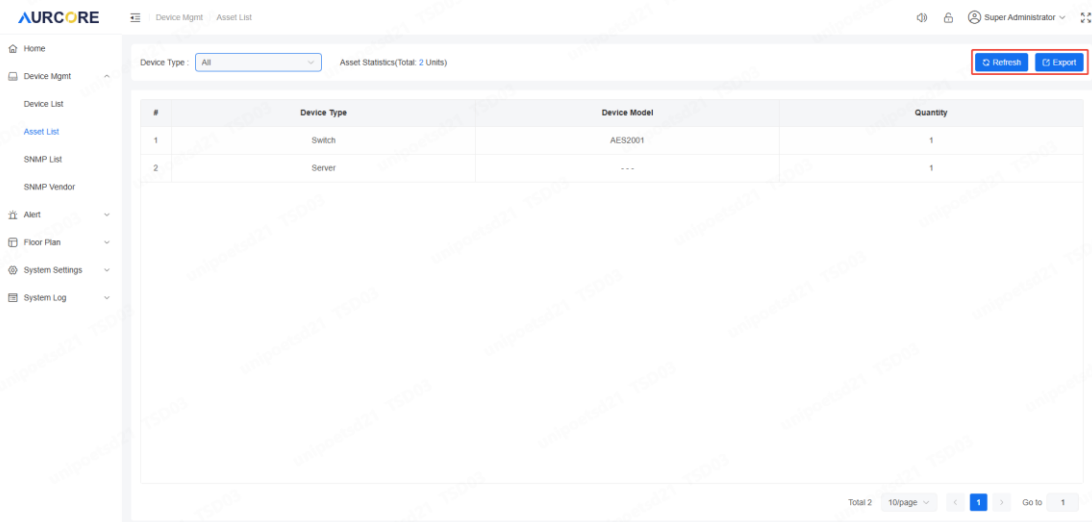 AURCORE
Device Mgmt / Asset List
Super Administrator
Home
Device Mgmt
Device List
Asset List
SNMP List
SNMP Vendor
Alert
Floor Plan
System Settings
System Log
Device Type : All
Asset Statistics(Total: 2 Units)
Refresh
Export
# Device Type Device Model Quantity
1 Switch AES2001 1
2 Server - - - 1
Total 2 10/page < 1 > Go to 1